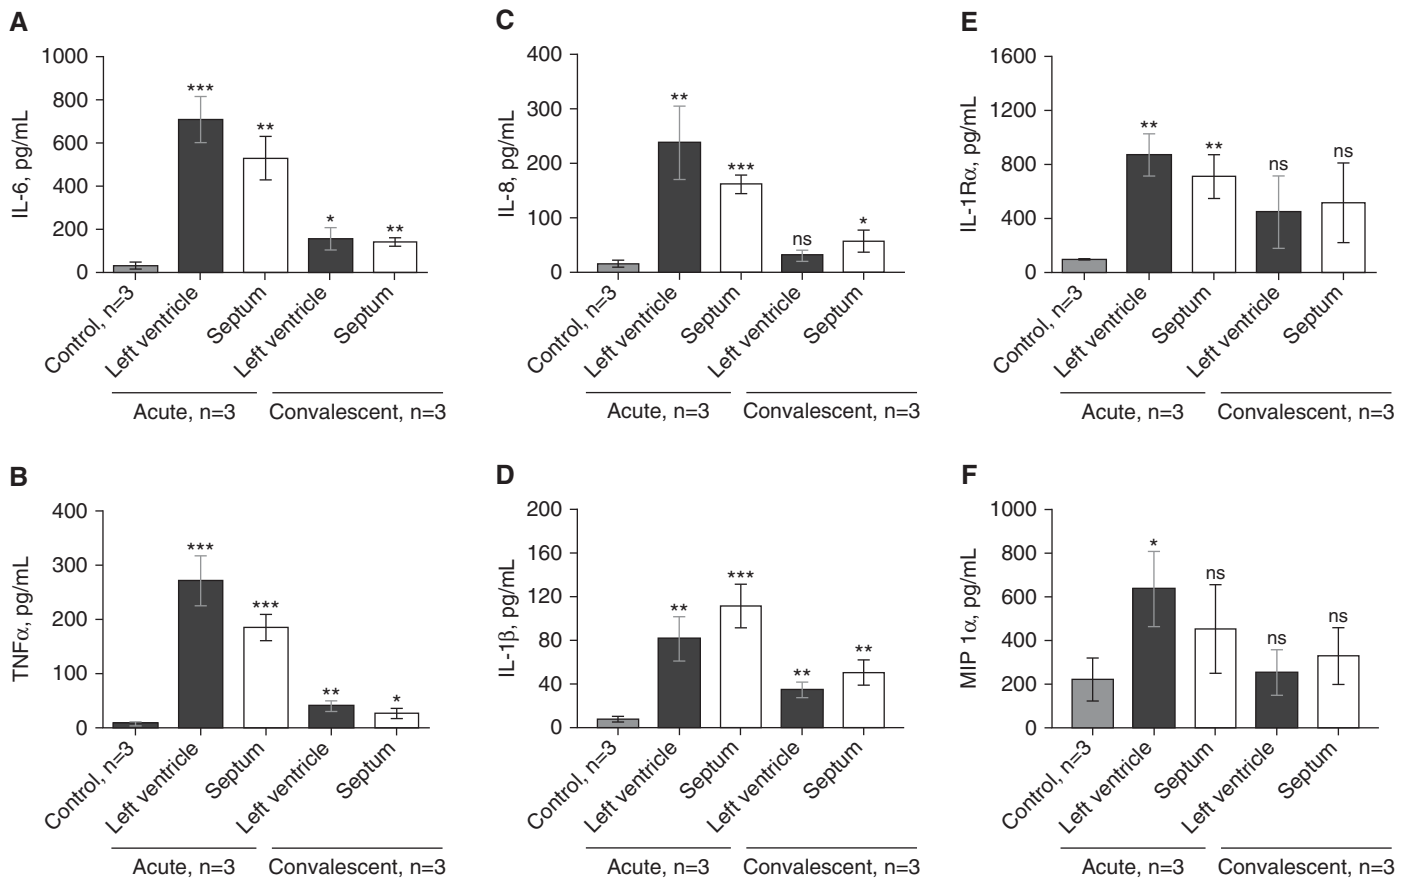 A
IL-6, pg/mL
1000
800
600
400
200
0
***
**
*
**
Control, n=3
Left ventricle
Septum
Left ventricle
Septum
Acute, n=3
Convalescent, n=3
C
IL-8, pg/mL
400
300
200
100
0
**
***
ns
*
Control, n=3
Left ventricle
Septum
Left ventricle
Septum
Acute, n=3
Convalescent, n=3
E
IL-1Rα, pg/mL
1600
1200
800
400
0
**
**
ns
ns
Control, n=3
Left ventricle
Septum
Left ventricle
Septum
Acute, n=3
Convalescent, n=3
B
TNFα, pg/mL
400
300
200
100
0
***
***
**
*
Control, n=3
Left ventricle
Septum
Left ventricle
Septum
Acute, n=3
Convalescent, n=3
D
IL-1β, pg/mL
200
160
120
80
40
0
**
***
**
**
Control, n=3
Left ventricle
Septum
Left ventricle
Septum
Acute, n=3
Convalescent, n=3
F
MIP 1α, pg/mL
1000
800
600
400
200
0
*
ns
ns
ns
Control, n=3
Left ventricle
Septum
Left ventricle
Septum
Acute, n=3
Convalescent, n=3